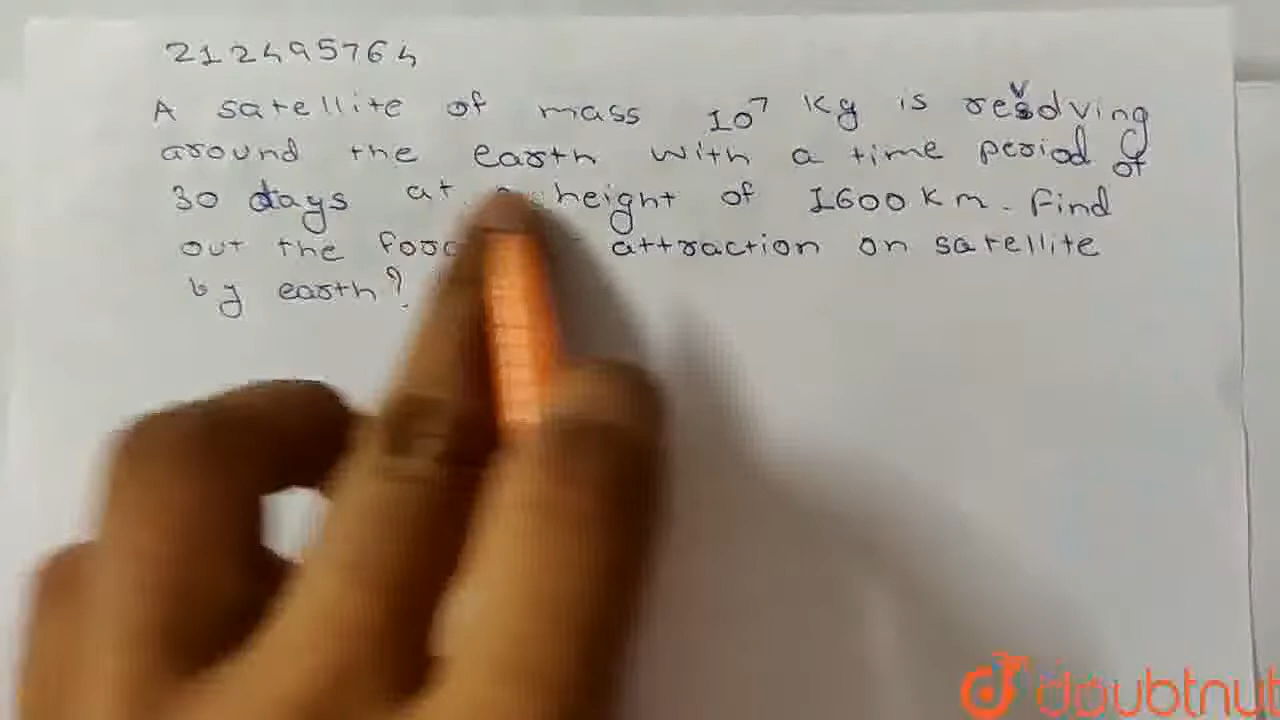 212495764
A satellite of mass 10⁷ Kg is resvolving
around the earth with a time period of
30 days at height of 1600 Km. Find
out the attraction on satellite
by earth?
doubtnut